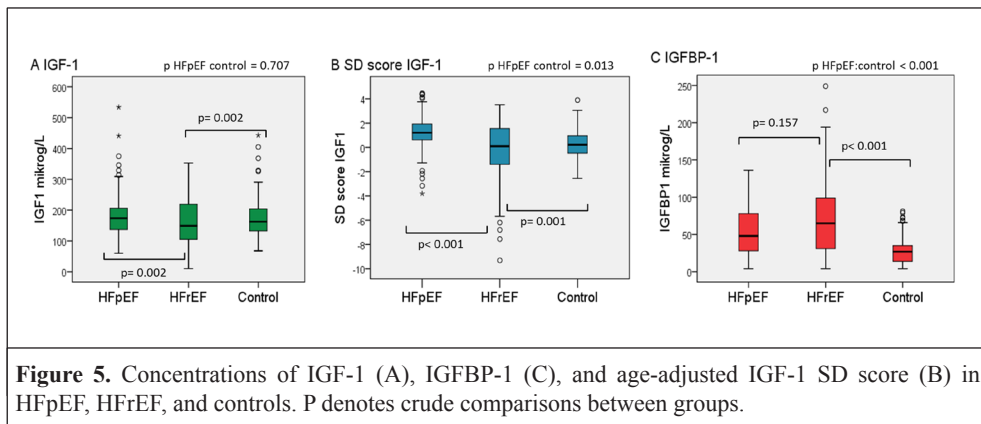 A IGF-1
p HFpEF control = 0.707
600
500
400
300
200
100
0
IGF1 mikrog/L
p= 0.002
p= 0.002
HFpEF HFrEF Control
B SD score IGF-1
p HFpEF control = 0.013
4
2
0
-2
-4
-6
-8
-10
SD score IGF1
p< 0.001
p= 0.001
HFpEF HFrEF Control
C IGFBP-1
p HFpEF:control < 0.001
250
200
150
100
50
0
IGFBP1 mikrog/L
p= 0.157
p< 0.001
HFpEF HFrEF Control
Figure 5. Concentrations of IGF-1 (A), IGFBP-1 (C), and age-adjusted IGF-1 SD score (B) in
HFpEF, HFrEF, and controls. P denotes crude comparisons between groups.